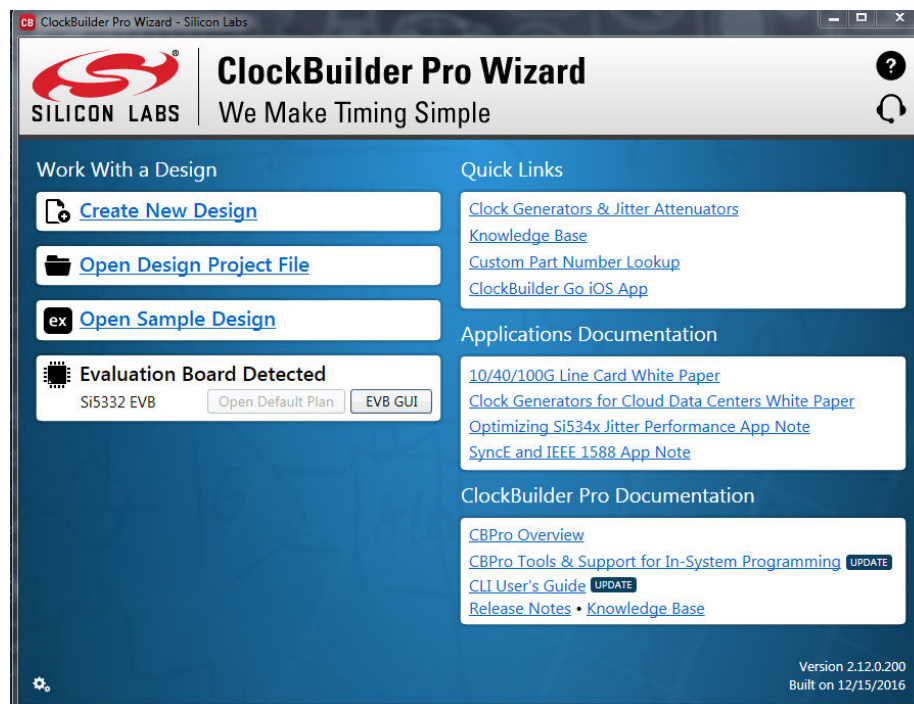 CB ClockBuilder Pro Wizard - Silicon Labs
SILICON LABS
ClockBuilder Pro Wizard
We Make Timing Simple
?
Work With a Design
Create New Design
Open Design Project File
ex Open Sample Design
Evaluation Board Detected
Si5332 EVB Open Default Plan EVB GUI
Quick Links
Clock Generators & Jitter Attenuators
Knowledge Base
Custom Part Number Lookup
ClockBuilder Go iOS App
Applications Documentation
10/40/100G Line Card White Paper
Clock Generators for Cloud Data Centers White Paper
Optimizing Si534x Jitter Performance App Note
SyncE and IEEE 1588 App Note
ClockBuilder Pro Documentation
CBPro Overview
CBPro Tools & Support for In-System Programming UPDATE
CLI User's Guide UPDATE
Release Notes • Knowledge Base
Version 2.12.0.200
Built on 12/15/2016